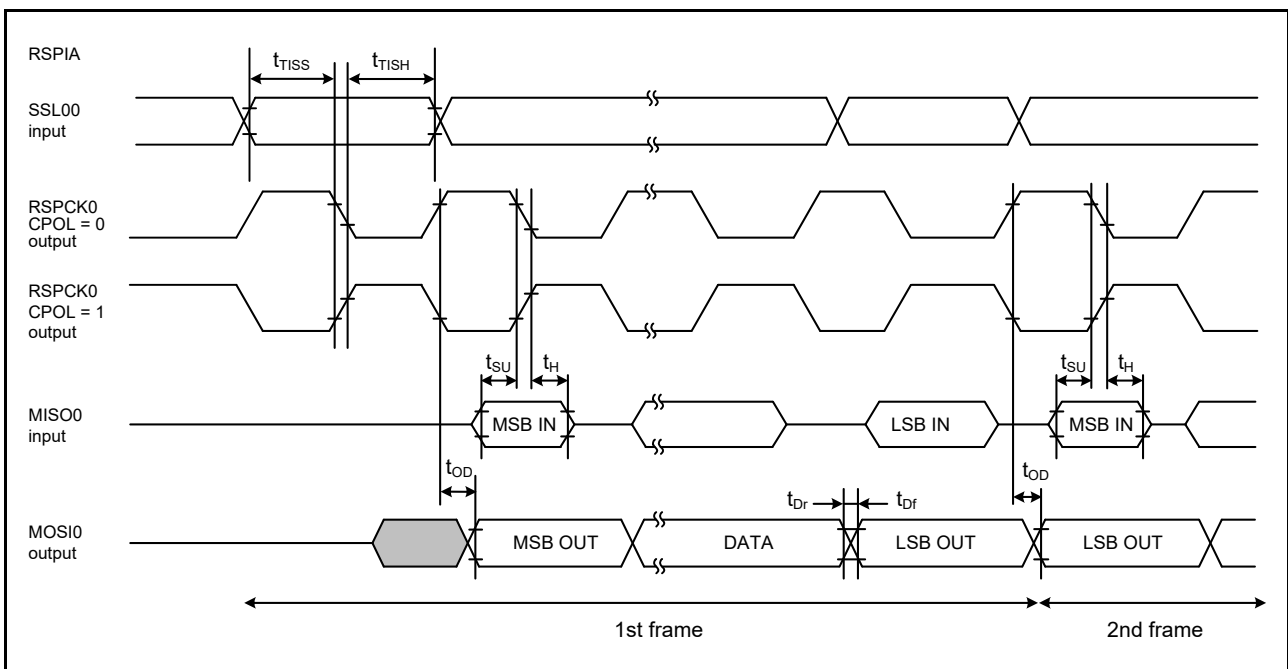 RSPIA
tTISS
tTISH
SSL00
input
RSPCK0
CPOL = 0
output
RSPCK0
CPOL = 1
output
tSU
tH
tSU
tH
MISO0
input
MSB IN
LSB IN
MSB IN
tOD
tOD
tDr
tDf
MOSI0
output
MSB OUT
DATA
LSB OUT
LSB OUT
1st frame
2nd frame